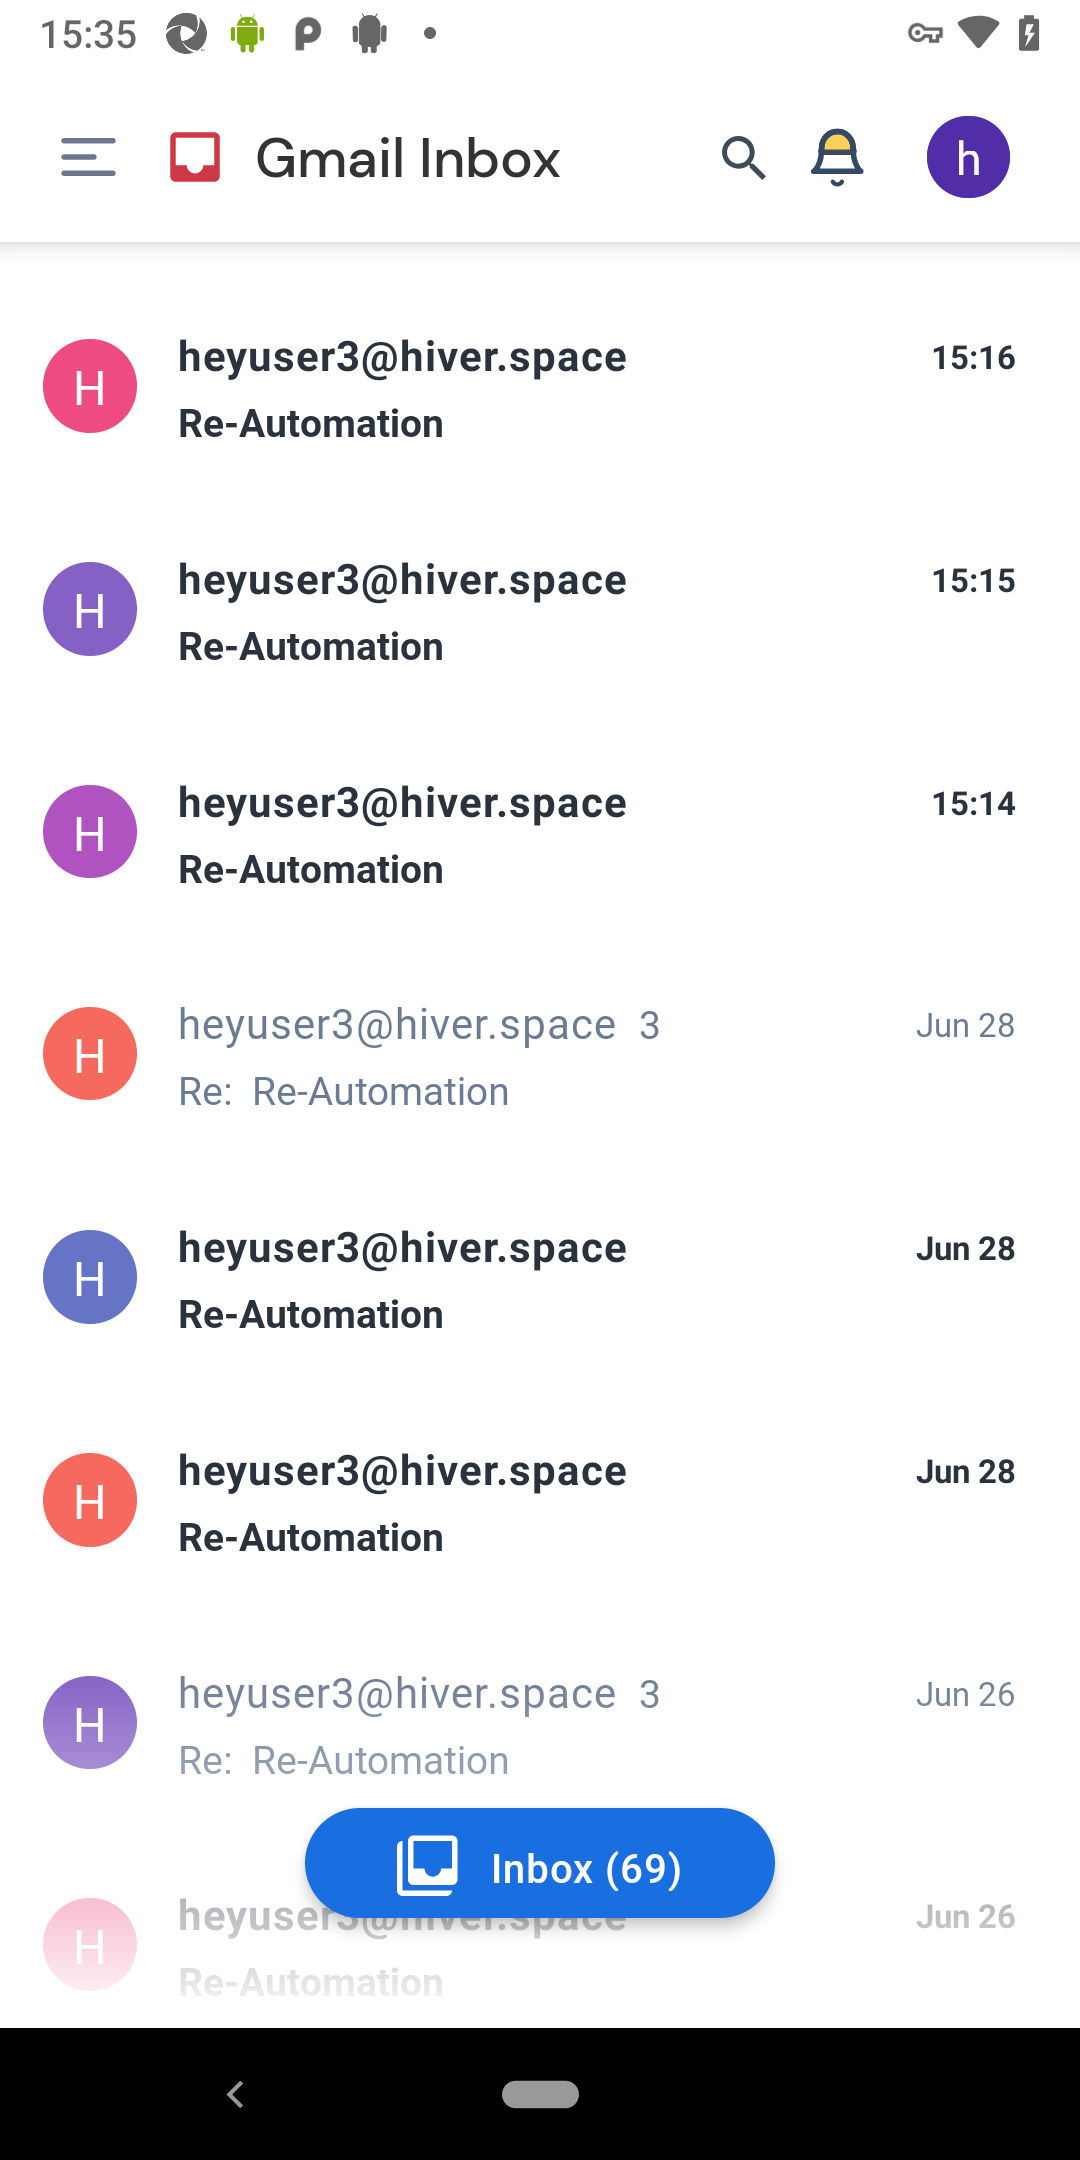 15:35
Gmail Inbox
h
H
heyuser3@hiver.space 15:16
Re-Automation
H
heyuser3@hiver.space 15:15
Re-Automation
H
heyuser3@hiver.space 15:14
Re-Automation
H
heyuser3@hiver.space 3 Jun 28
Re: Re-Automation
H
heyuser3@hiver.space Jun 28
Re-Automation
H
heyuser3@hiver.space Jun 28
Re-Automation
H
heyuser3@hiver.space 3 Jun 26
Re: Re-Automation
Inbox (69)
H
heyuser3@hiver.space Jun 26
Re-Automation